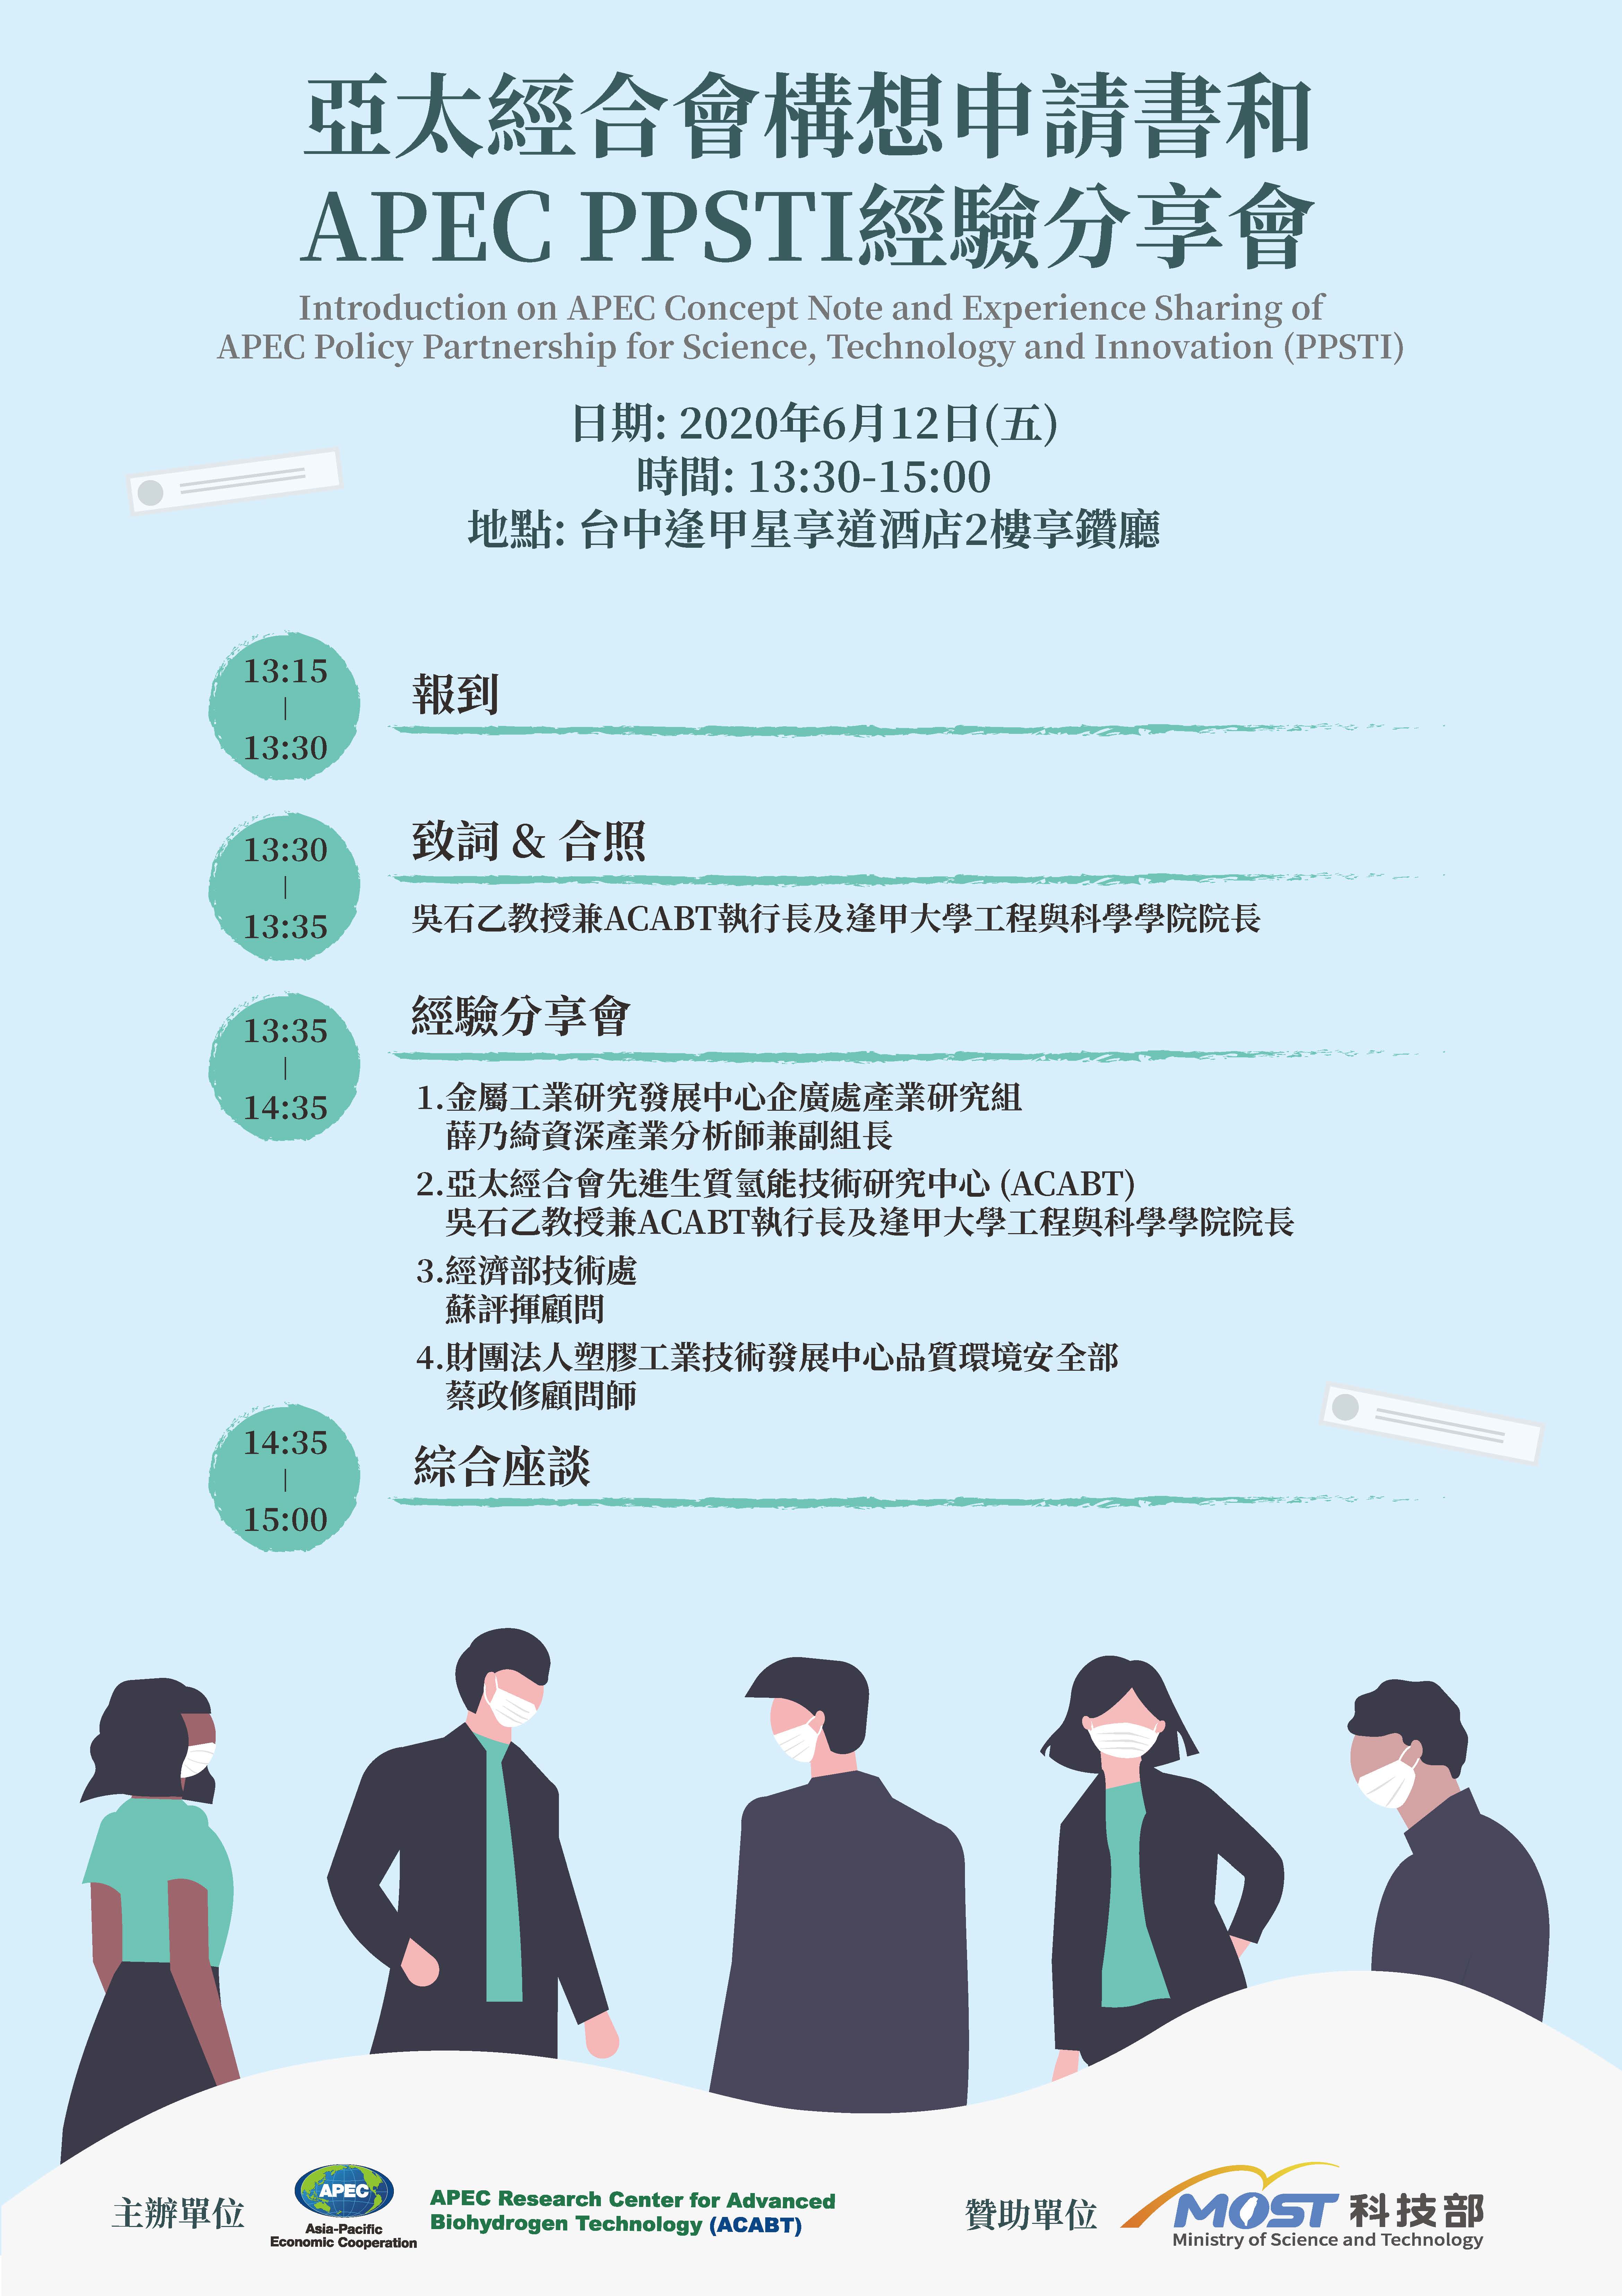 亞太經合會構想申請書和
APEC PPSTI經驗分享會
Introduction on APEC Concept Note and Experience Sharing of
APEC Policy Partnership for Science, Technology and Innovation (PPSTI)
日期: 2020年6月12日(五)
時間: 13:30-15:00
地點: 台中逢甲星享道酒店2樓享鑽廳
13:15
|
13:30
報到
13:30
|
13:35
致詞 & 合照
吳石乙教授兼ACABT執行長及逢甲大學工程與科學學院院長
13:35
|
14:35
經驗分享會
1.金屬工業研究發展中心企廣處產業研究組
薛乃綺資深產業分析師兼副組長
2.亞太經合會先進生質氫能技術研究中心 (ACABT)
吳石乙教授兼ACABT執行長及逢甲大學工程與科學學院院長
3.經濟部技術處
蘇評揮顧問
4.財團法人塑膠工業技術發展中心品質環境安全部
蔡政修顧問師
14:35
|
15:00
綜合座談
主辦單位
APEC
Asia-Pacific
Economic Cooperation
APEC Research Center for Advanced
Biohydrogen Technology (ACABT)
贊助單位
MOST 科技部
Ministry of Science and Technology